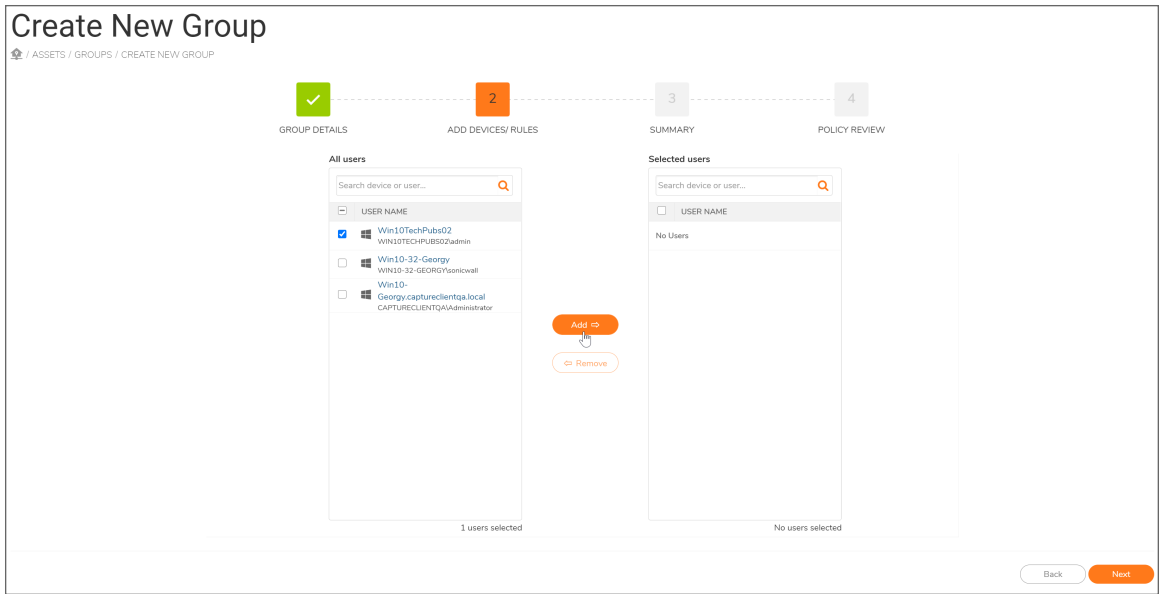 Create New Group
/ ASSETS / GROUPS / CREATE NEW GROUP
2
3
4
GROUP DETAILS
ADD DEVICES/ RULES
SUMMARY
POLICY REVIEW
All users
Search device or user...
USER NAME
Win10TechPubs02
WIN10TECHPUBS02\admin
Win10-32-Georgy
WIN10-32-GEORGY\sonicwall
Win10-
Georgy.captureclientqa.local
CAPTURECLIENTQA\Administrator
1 users selected
Add ⇨
⇦ Remove
Selected users
Search device or user...
USER NAME
No Users
No users selected
Back
Next